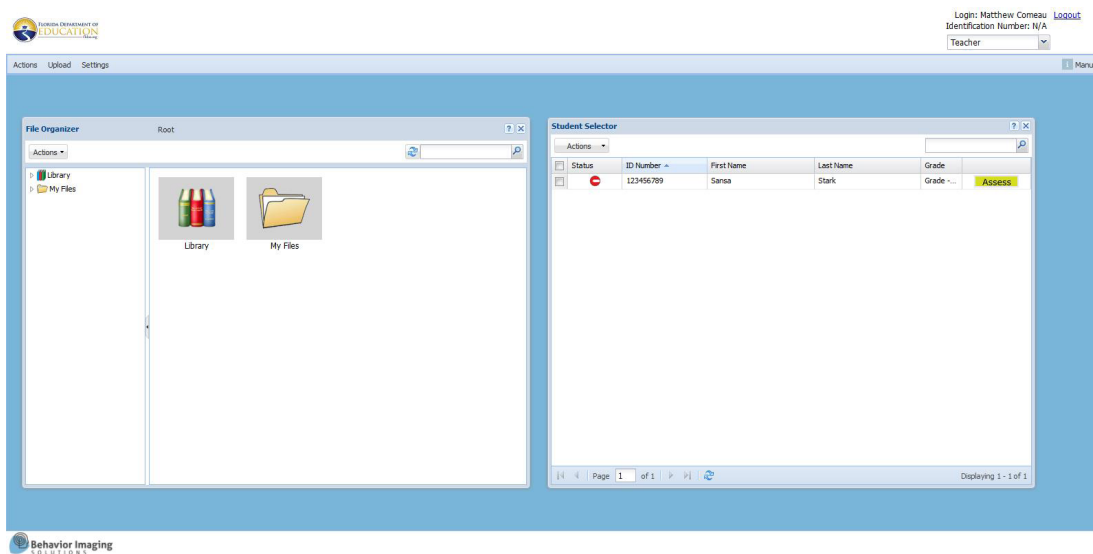 FLORIDA DEPARTMENT OF
EDUCATION
Login: Matthew Comeau Logout
Identification Number: N/A
Teacher
Actions Upload Settings
Manu
File Organizer Root
Actions
Library
My Files
Library My Files
Student Selector
Actions
Status ID Number First Name Last Name Grade
123456789 Sansa Stark Grade -... Assess
Page 1 of 1 Displaying 1 - 1 of 1
Behavior Imaging
SOLUTIONS